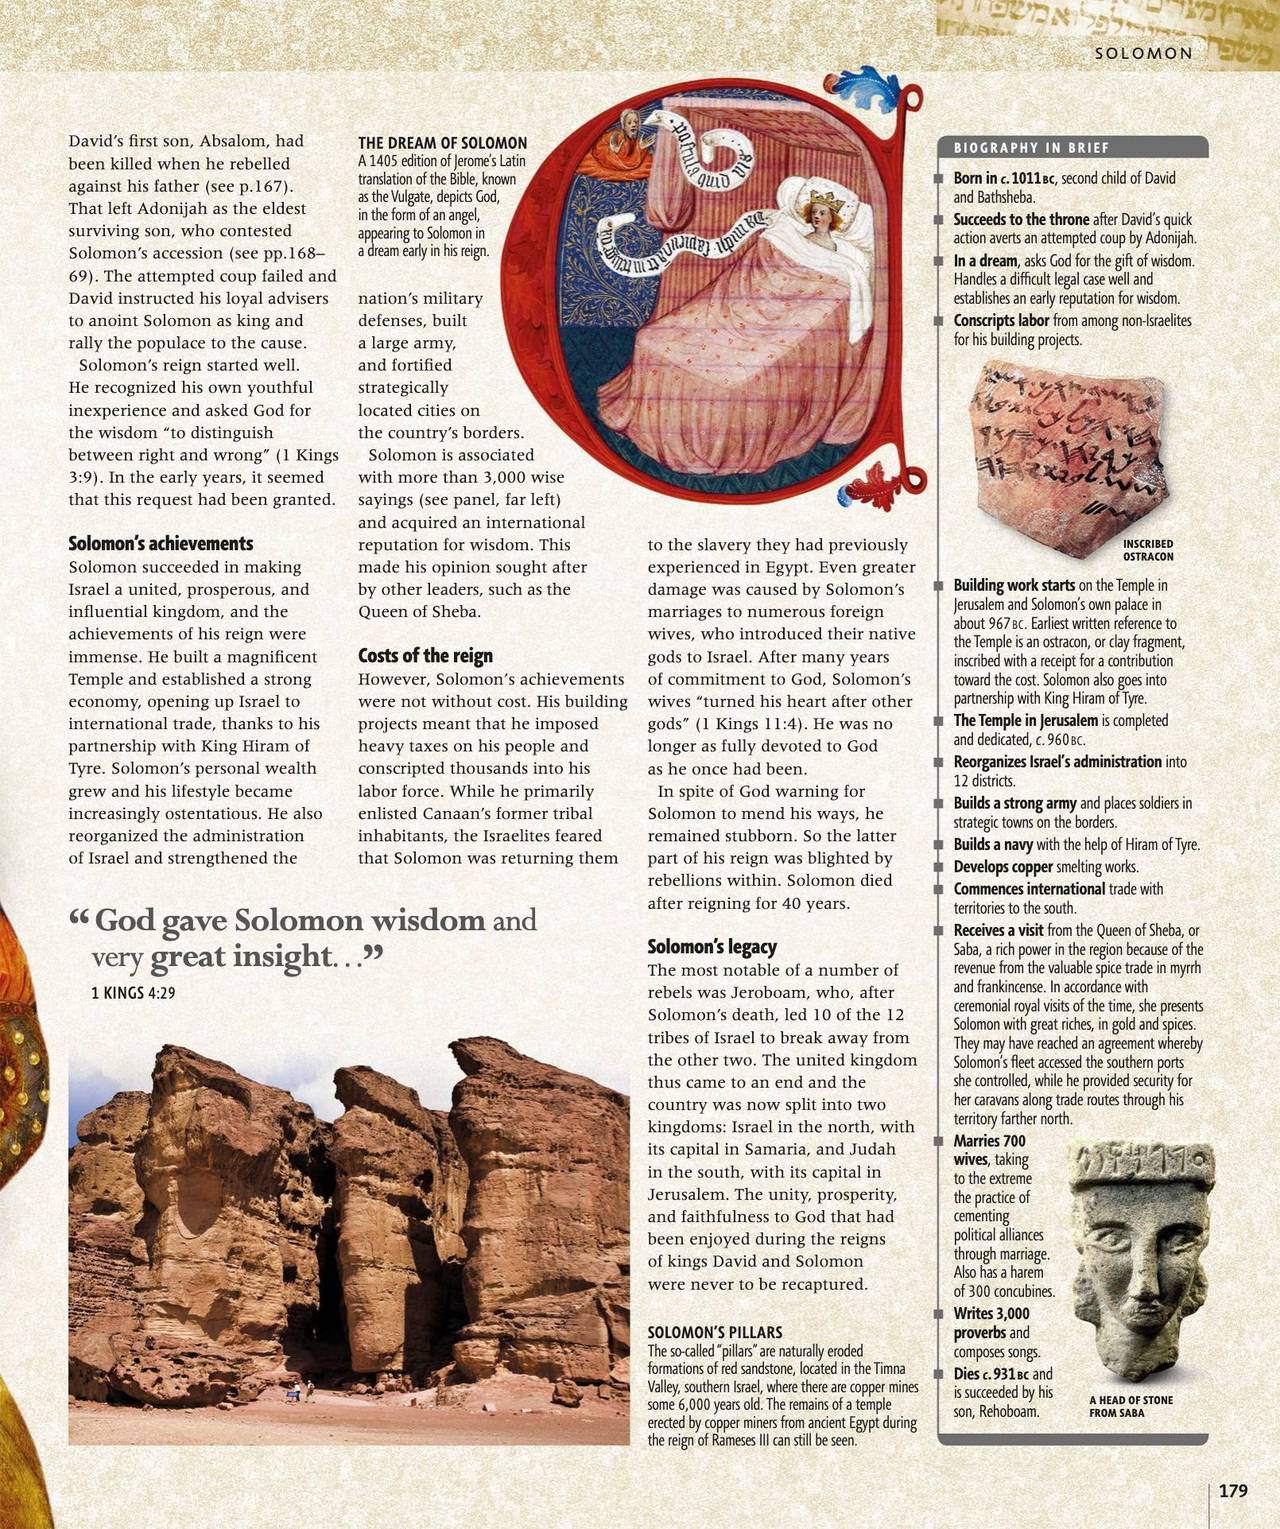 SOLOMON
David's first son, Absalom, had
been killed when he rebelled
against his father (see p.167).
That left Adonijah as the eldest
surviving son, who contested
Solomon's accession (see pp.168–
69). The attempted coup failed and
David instructed his loyal advisers
to anoint Solomon as king and
rally the populace to the cause.
Solomon's reign started well.
He recognized his own youthful
inexperience and asked God for
the wisdom “to distinguish
between right and wrong” (1 Kings
3:9). In the early years, it seemed
that this request had been granted.
Solomon's achievements
Solomon succeeded in making
Israel a united, prosperous, and
influential kingdom, and the
achievements of his reign were
immense. He built a magnificent
Temple and established a strong
economy, opening up Israel to
international trade, thanks to his
partnership with King Hiram of
Tyre. Solomon's personal wealth
grew and his lifestyle became
increasingly ostentatious. He also
reorganized the administration
of Israel and strengthened the
THE DREAM OF SOLOMON
A 1405 edition of Jerome's Latin
translation of the Bible, known
as the Vulgate, depicts God,
in the form of an angel,
appearing to Solomon in
a dream early in his reign.
nation's military
defenses, built
a large army,
and fortified
strategically
located cities on
the country's borders.
Solomon is associated
with more than 3,000 wise
sayings (see panel, far left)
and acquired an international
reputation for wisdom. This
made his opinion sought after
by other leaders, such as the
Queen of Sheba.
Costs of the reign
However, Solomon's achievements
were not without cost. His building
projects meant that he imposed
heavy taxes on his people and
conscripted thousands into his
labor force. While he primarily
enlisted Canaan's former tribal
inhabitants, the Israelites feared
that Solomon was returning them
to the slavery they had previously
experienced in Egypt. Even greater
damage was caused by Solomon's
marriages to numerous foreign
wives, who introduced their native
gods to Israel. After many years
of commitment to God, Solomon's
wives “turned his heart after other
gods” (1 Kings 11:4). He was no
longer as fully devoted to God
as he once had been.
In spite of God warning for
Solomon to mend his ways, he
remained stubborn. So the latter
part of his reign was blighted by
rebellions within. Solomon died
after reigning for 40 years.
Solomon's legacy
The most notable of a number of
rebels was Jeroboam, who, after
Solomon's death, led 10 of the 12
tribes of Israel to break away from
the other two. The united kingdom
thus came to an end and the
country was now split into two
kingdoms: Israel in the north, with
its capital in Samaria, and Judah
in the south, with its capital in
Jerusalem. The unity, prosperity,
and faithfulness to God that had
been enjoyed during the reigns
of kings David and Solomon
were never to be recaptured.
“God gave Solomon wisdom and
very great insight...”
1 KINGS 4:29
SOLOMON'S PILLARS
The so-called “pillars” are naturally eroded
formations of red sandstone, located in the Timna
Valley, southern Israel, where there are copper mines
some 6,000 years old. The remains of a temple
erected by copper miners from ancient Egypt during
the reign of Rameses III can still be seen.
BIOGRAPHY IN BRIEF
Born in c.1011BC, second child of David
and Bathsheba.
Succeeds to the throne after David's quick
action averts an attempted coup by Adonijah.
In a dream, asks God for the gift of wisdom.
Handles a difficult legal case well and
establishes an early reputation for wisdom.
Conscripts labor from among non-Israelites
for his building projects.
INSCRIBED
OSTRACON
Building work starts on the Temple in
Jerusalem and Solomon's own palace in
about 967BC. Earliest written reference to
the Temple is an ostracon, or clay fragment,
inscribed with a receipt for a contribution
toward the cost. Solomon also goes into
partnership with King Hiram of Tyre.
The Temple in Jerusalem is completed
and dedicated, c.960BC.
Reorganizes Israel's administration into
12 districts.
Builds a strong army and places soldiers in
strategic towns on the borders.
Builds a navy with the help of Hiram of Tyre.
Develops copper smelting works.
Commences international trade with
territories to the south.
Receives a visit from the Queen of Sheba, or
Saba, a rich power in the region because of the
revenue from the valuable spice trade in myrrh
and frankincense. In accordance with
ceremonial royal visits of the time, she presents
Solomon with great riches, in gold and spices.
They may have reached an agreement whereby
Solomon's fleet accessed the southern ports
she controlled, while he provided security for
her caravans along trade routes through his
territory farther north.
Marries 700
wives, taking
to the extreme
the practice of
cementing
political alliances
through marriage.
Also has a harem
of 300 concubines.
Writes 3,000
proverbs and
composes songs.
Dies c.931BC and
is succeeded by his
son, Rehoboam.
A HEAD OF STONE
FROM SABA
179